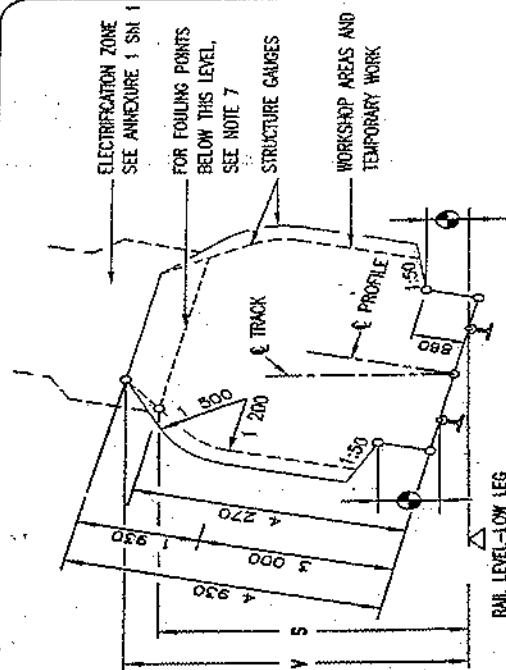 ELECTRIFICATION ZONE
SEE ANNEXURE 1 Sht 1
FOR FOULING POINTS
BELOW THIS LEVEL,
SEE NOTE 7
STRUCTURE GAUGES
WORKSHOP AREAS AND
TEMPORARY WORK
℄ TRACK
℄ PROFILE
1 500
1 200
1:50
1:50
880
4 270
1 930
3 000
4 930
S
V
RAIL LEVEL-LOW LEG